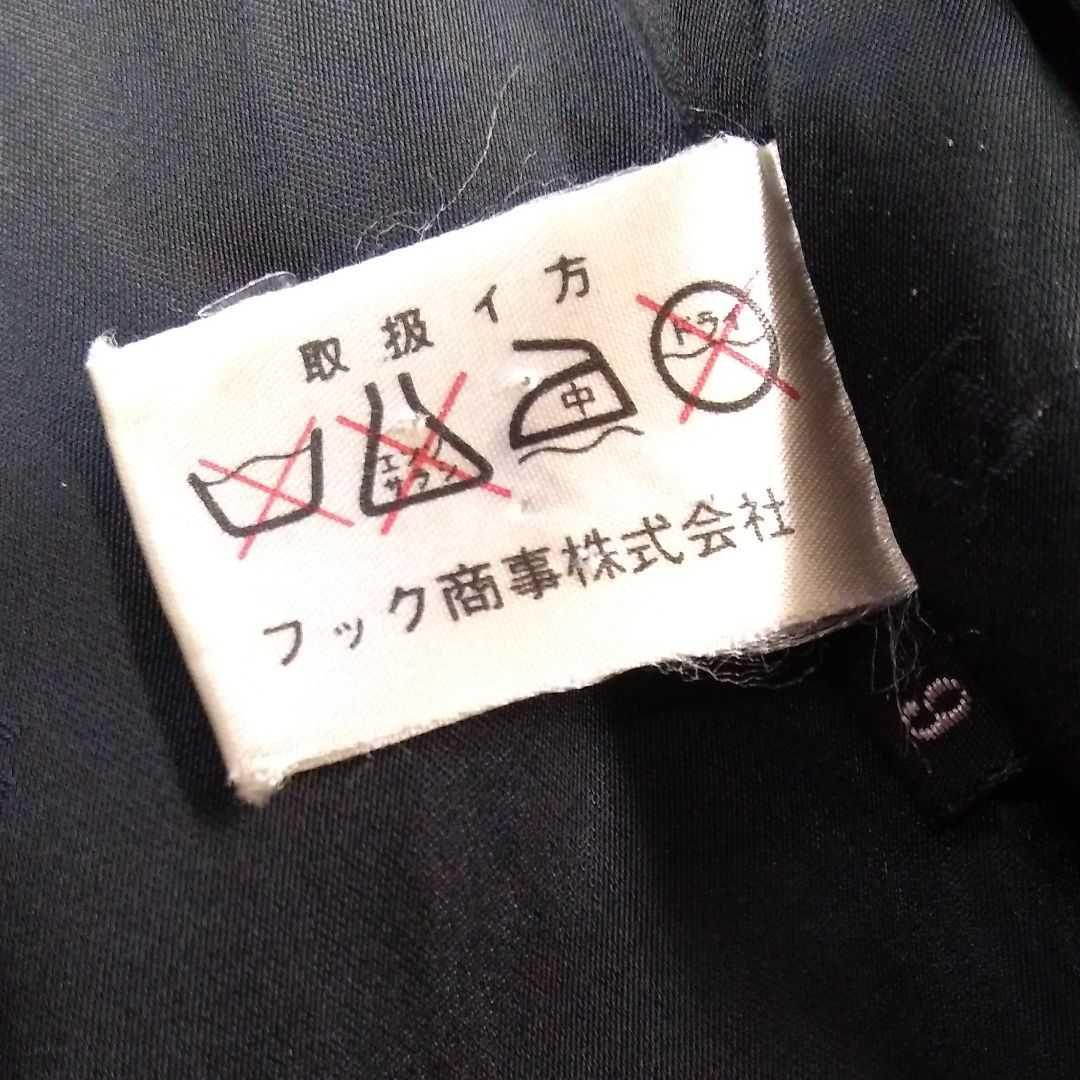 取扱イ方
エンソ
サラシ
中
ドライ
フック商事株式会社
S